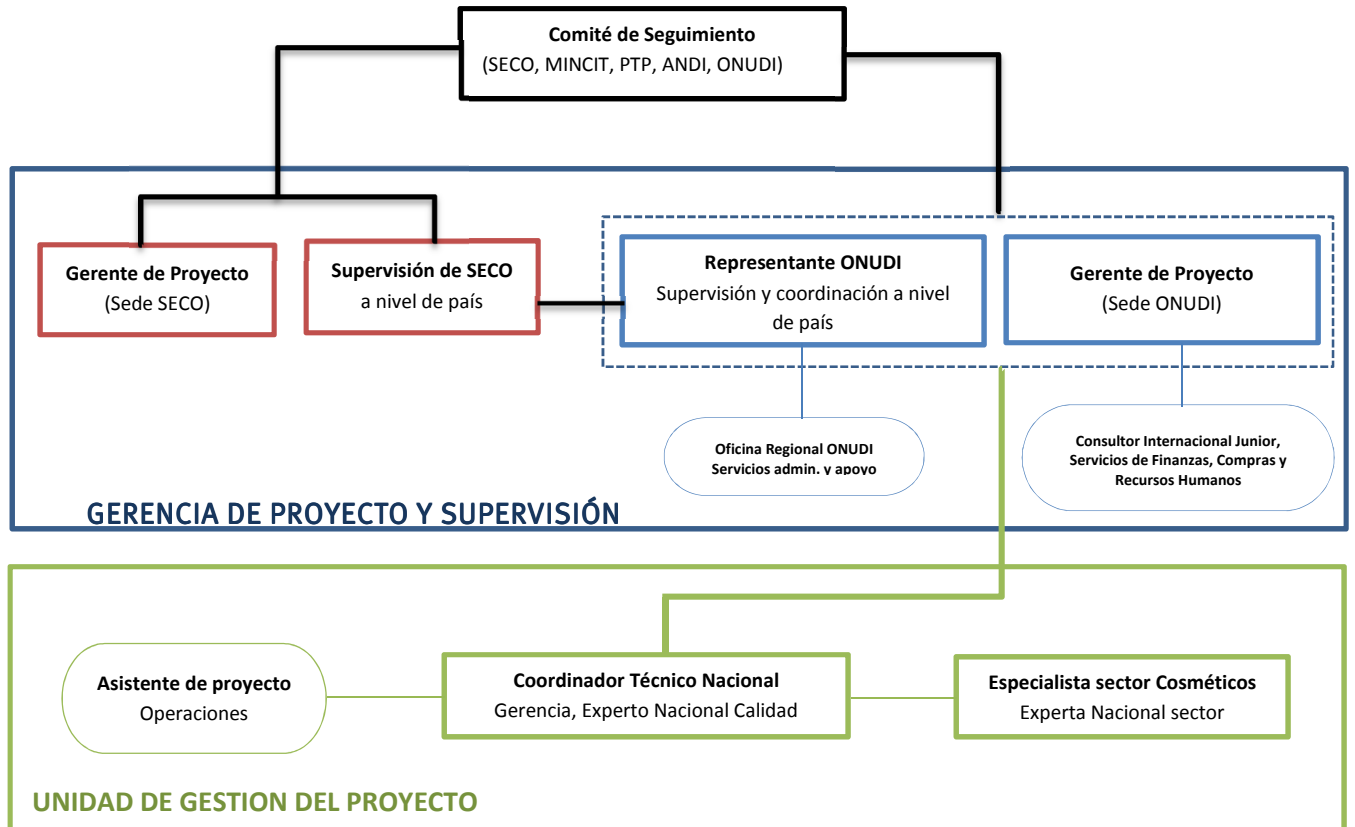 Comité de Seguimiento
(SECO, MINCIT, PTP, ANDI, ONUDI)
Gerente de Proyecto
(Sede SECO)
Supervisión de SECO
a nivel de país
Representante ONUDI
Supervisión y coordinación a nivel
de país
Gerente de Proyecto
(Sede ONUDI)
Oficina Regional ONUDI
Servicios admin. y apoyo
Consultor Internacional Junior,
Servicios de Finanzas, Compras y
Recursos Humanos
GERENCIA DE PROYECTO Y SUPERVISIÓN
Asistente de proyecto
Operaciones
Coordinador Técnico Nacional
Gerencia, Experto Nacional Calidad
Especialista sector Cosméticos
Experta Nacional sector
UNIDAD DE GESTION DEL PROYECTO